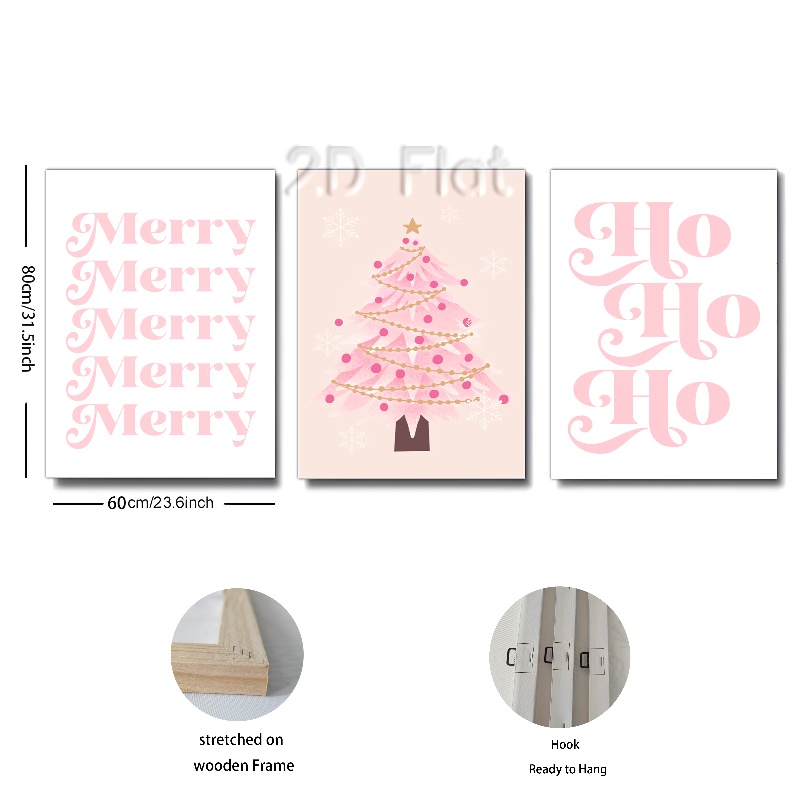 2D Flat
Merry
Merry
Merry
Merry
Merry
Ho
Ho
Ho
80cm/31.5inch
60cm/23.6inch
stretched on
wooden Frame
Hook
Ready to Hang